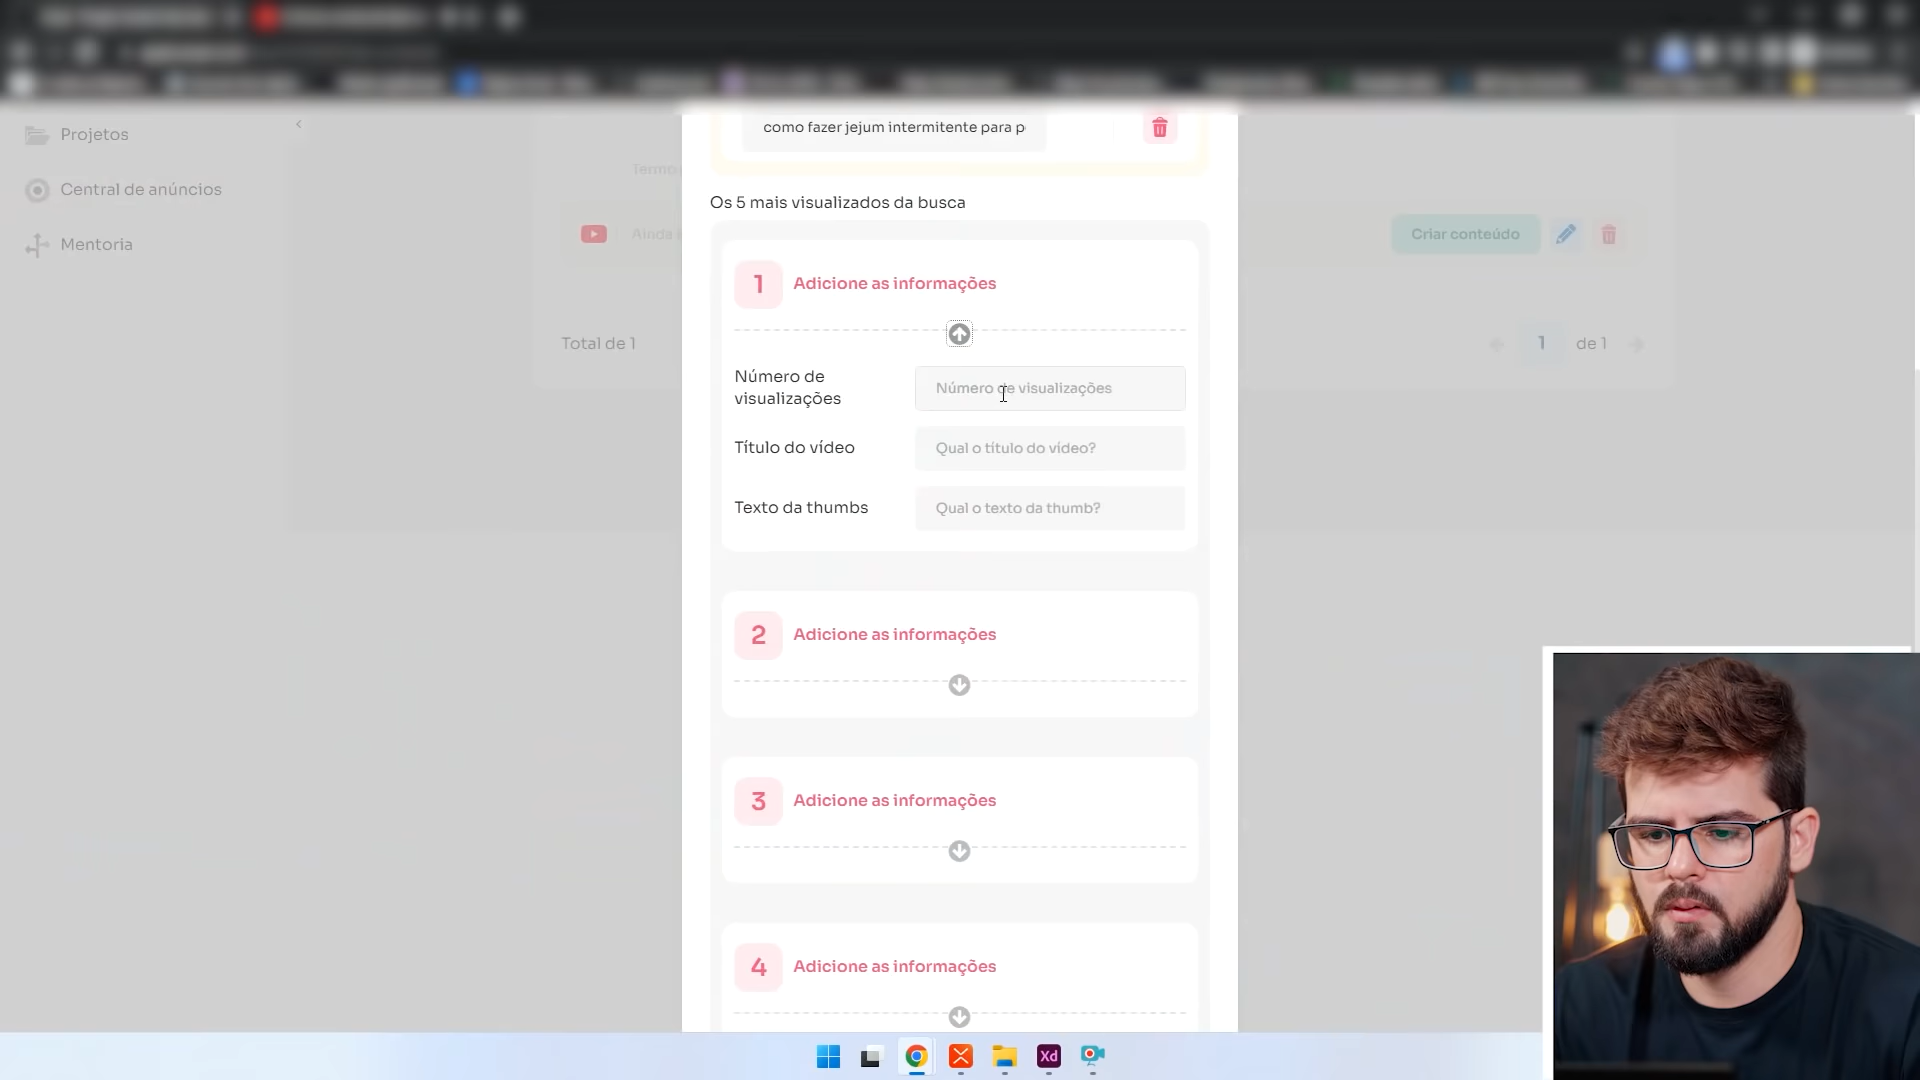 Projetos
Central de anúncios
Mentoria
como fazer jejum intermitente para p
Termo
Os 5 mais visualizados da busca
Ainda
Criar conteúdo
1 Adicione as informações
Total de 1
1 de 1
Número de visualizações
Número de visualizações
Título do vídeo
Qual o título do vídeo?
Texto da thumbs
Qual o texto da thumb?
2 Adicione as informações
3 Adicione as informações
4 Adicione as informações
Xd